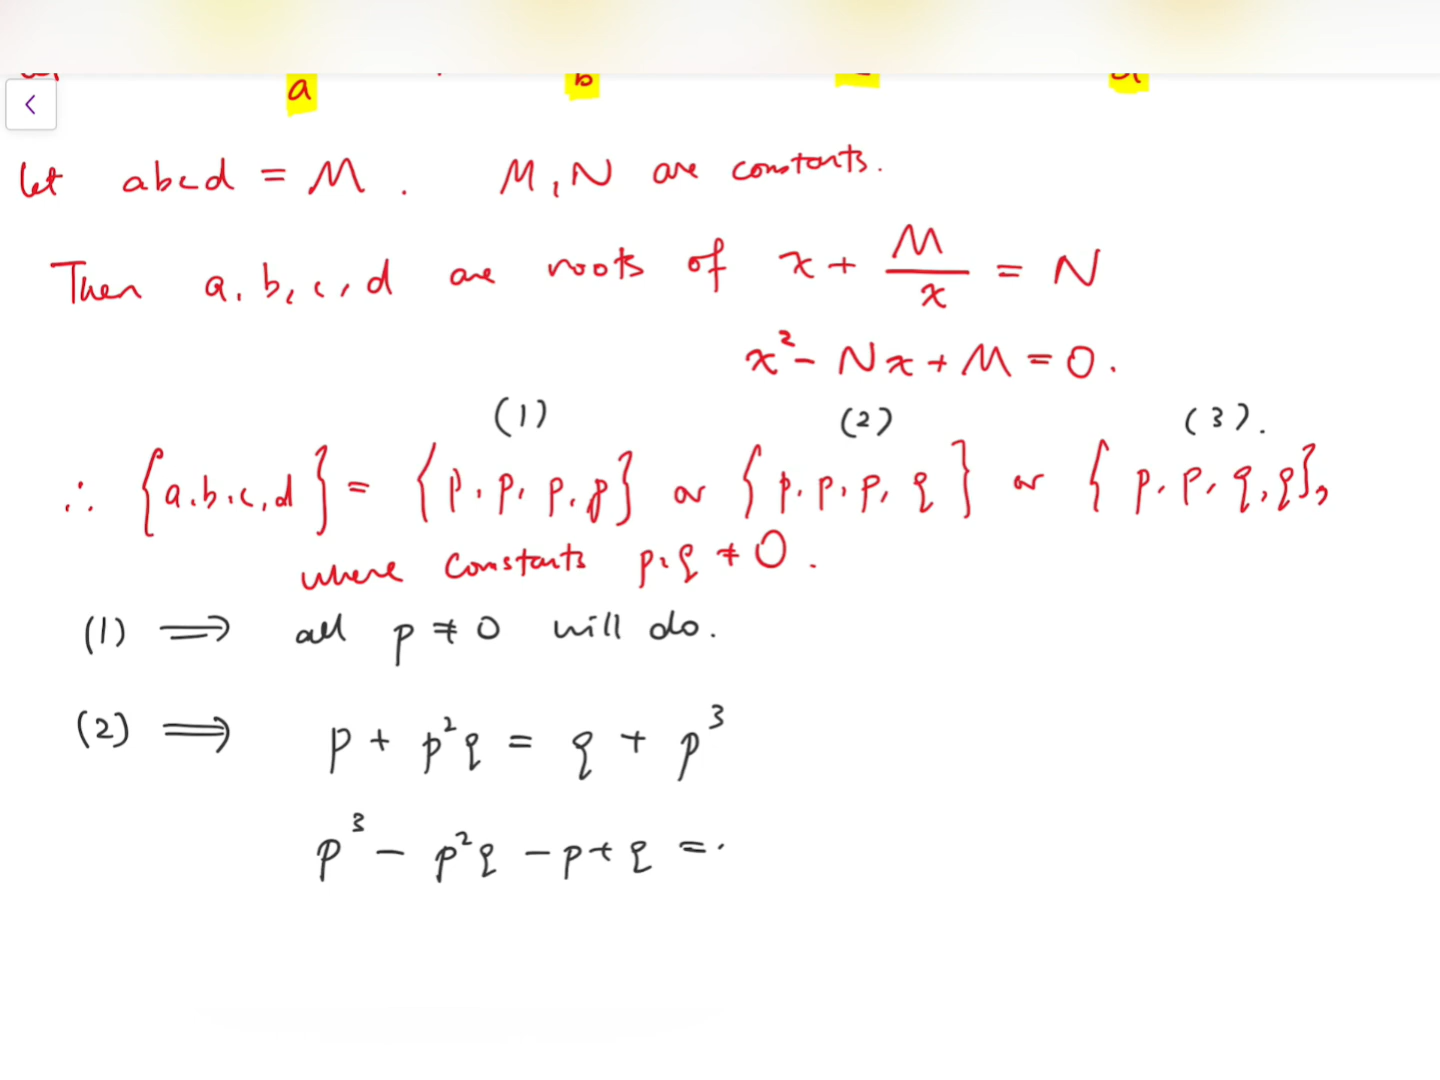 a b d
let abcd = M. M, N are constants.
Then a, b, c, d are roots of x + M/x = N
x² - Nx + M = 0.
(1) (2) (3).
∴ {a, b, c, d} = {p, p, p, p} or {p, p, p, q} or {p, p, q, q},
where constants p, q ≠ 0.
(1) ⟹ all p ≠ 0 will do.
(2) ⟹ p + p²q = q + p³
p³ - p²q - p + q =